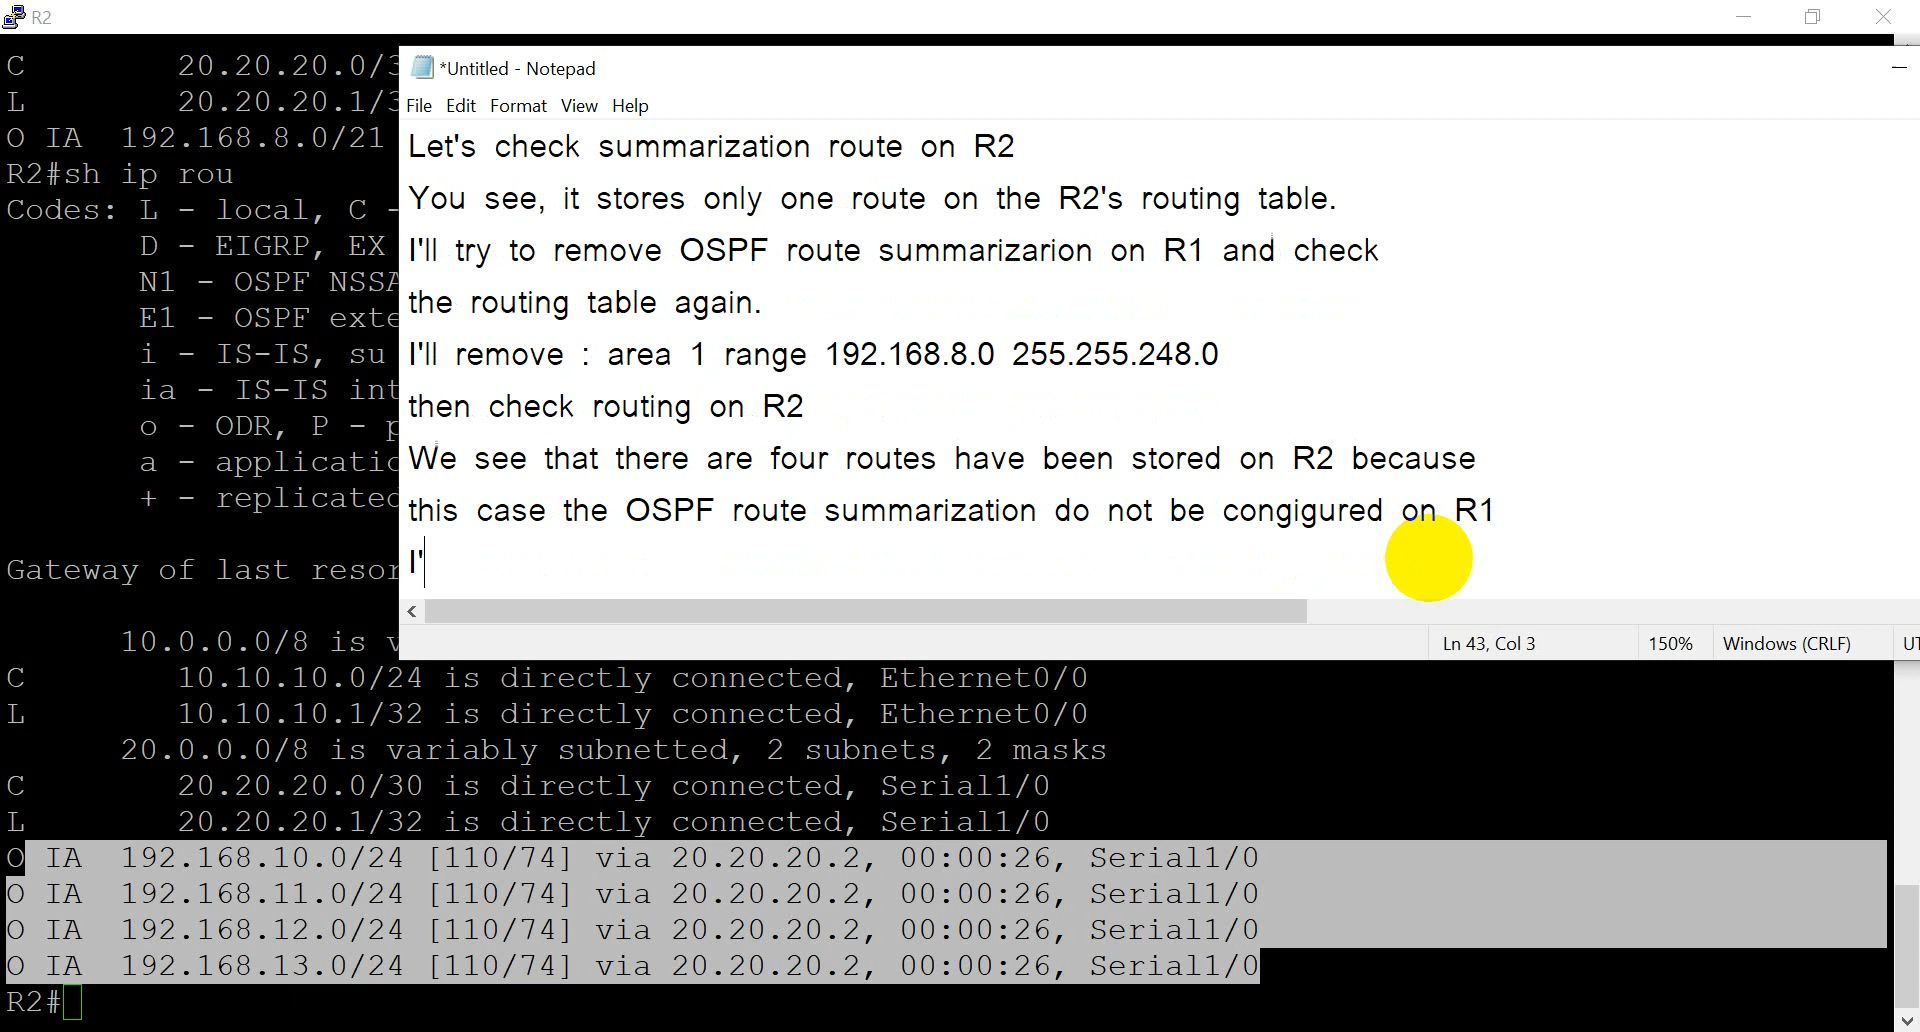 R2
C 20.20.20.0/3
L 20.20.20.1/3
O IA 192.168.8.0/21
R2#sh ip rou
Codes: L - local, C -
D - EIGRP, EX
N1 - OSPF NSSA
E1 - OSPF exte
i - IS-IS, su
ia - IS-IS int
o - ODR, P - p
a - applicatic
+ - replicated
Gateway of last resor
10.0.0.0/8 is v
*Untitled - Notepad
File Edit Format View Help
Let's check summarization route on R2
You see, it stores only one route on the R2's routing table.
I'll try to remove OSPF route summarizarion on R1 and check
the routing table again.
I'll remove : area 1 range 192.168.8.0 255.255.248.0
then check routing on R2
We see that there are four routes have been stored on R2 because
this case the OSPF route summarization do not be congigured on R1
I'
Ln 43, Col 3 150% Windows (CRLF) UT
C 10.10.10.0/24 is directly connected, Ethernet0/0
L 10.10.10.1/32 is directly connected, Ethernet0/0
20.0.0.0/8 is variably subnetted, 2 subnets, 2 masks
C 20.20.20.0/30 is directly connected, Serial1/0
L 20.20.20.1/32 is directly connected, Serial1/0
O IA 192.168.10.0/24 [110/74] via 20.20.20.2, 00:00:26, Serial1/0
O IA 192.168.11.0/24 [110/74] via 20.20.20.2, 00:00:26, Serial1/0
O IA 192.168.12.0/24 [110/74] via 20.20.20.2, 00:00:26, Serial1/0
O IA 192.168.13.0/24 [110/74] via 20.20.20.2, 00:00:26, Serial1/0
R2#